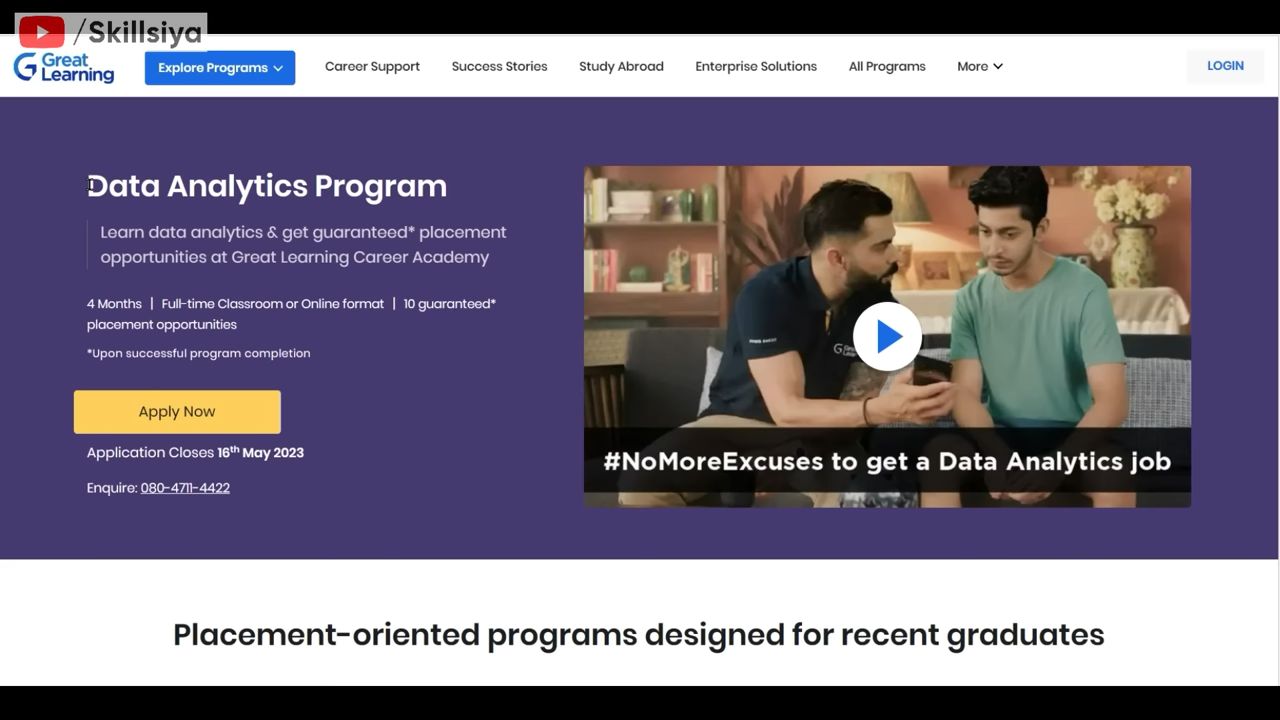 /Skillsiya
Great Learning
Explore Programs
Career Support
Success Stories
Study Abroad
Enterprise Solutions
All Programs
More
LOGIN
Data Analytics Program
Learn data analytics & get guaranteed* placement
opportunities at Great Learning Career Academy
4 Months | Full-time Classroom or Online format | 10 guaranteed*
placement opportunities
*Upon successful program completion
Apply Now
Application Closes 16th May 2023
Enquire: 080-4711-4422
#NoMoreExcuses to get a Data Analytics job
Placement-oriented programs designed for recent graduates